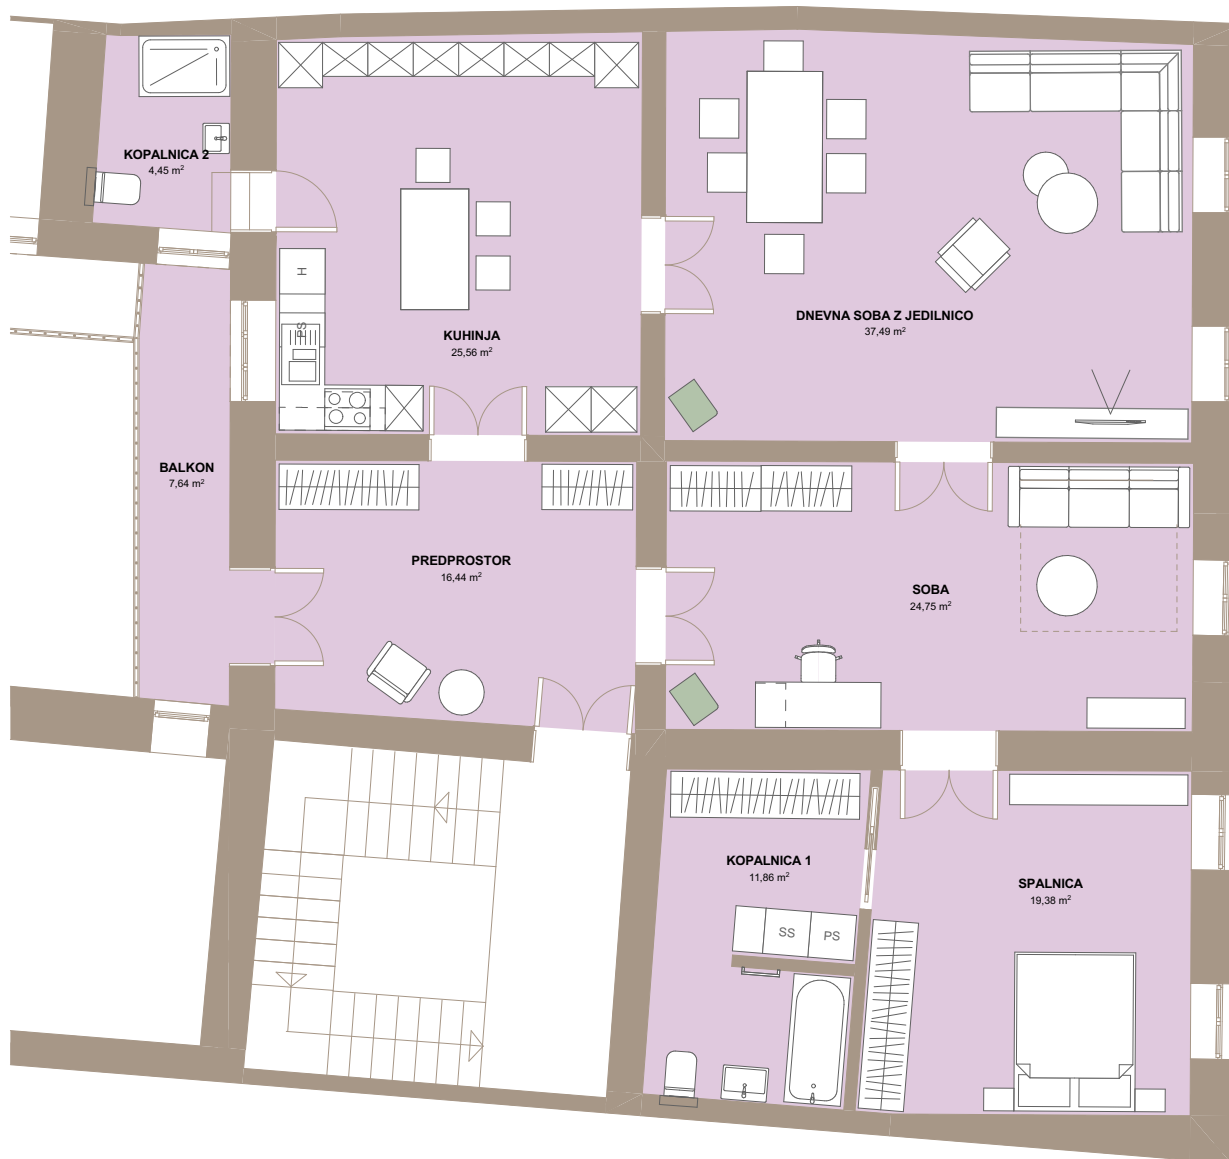 KOPALNICA 2
4,45 m²
H
PS
KUHINJA
25,56 m²
DNEVNA SOBA Z JEDILNICO
37,49 m²
BALKON
7,64 m²
PREDPROSTOR
16,44 m²
SOBA
24,75 m²
KOPALNICA 1
11,86 m²
SS
PS
SPALNICA
19,38 m²